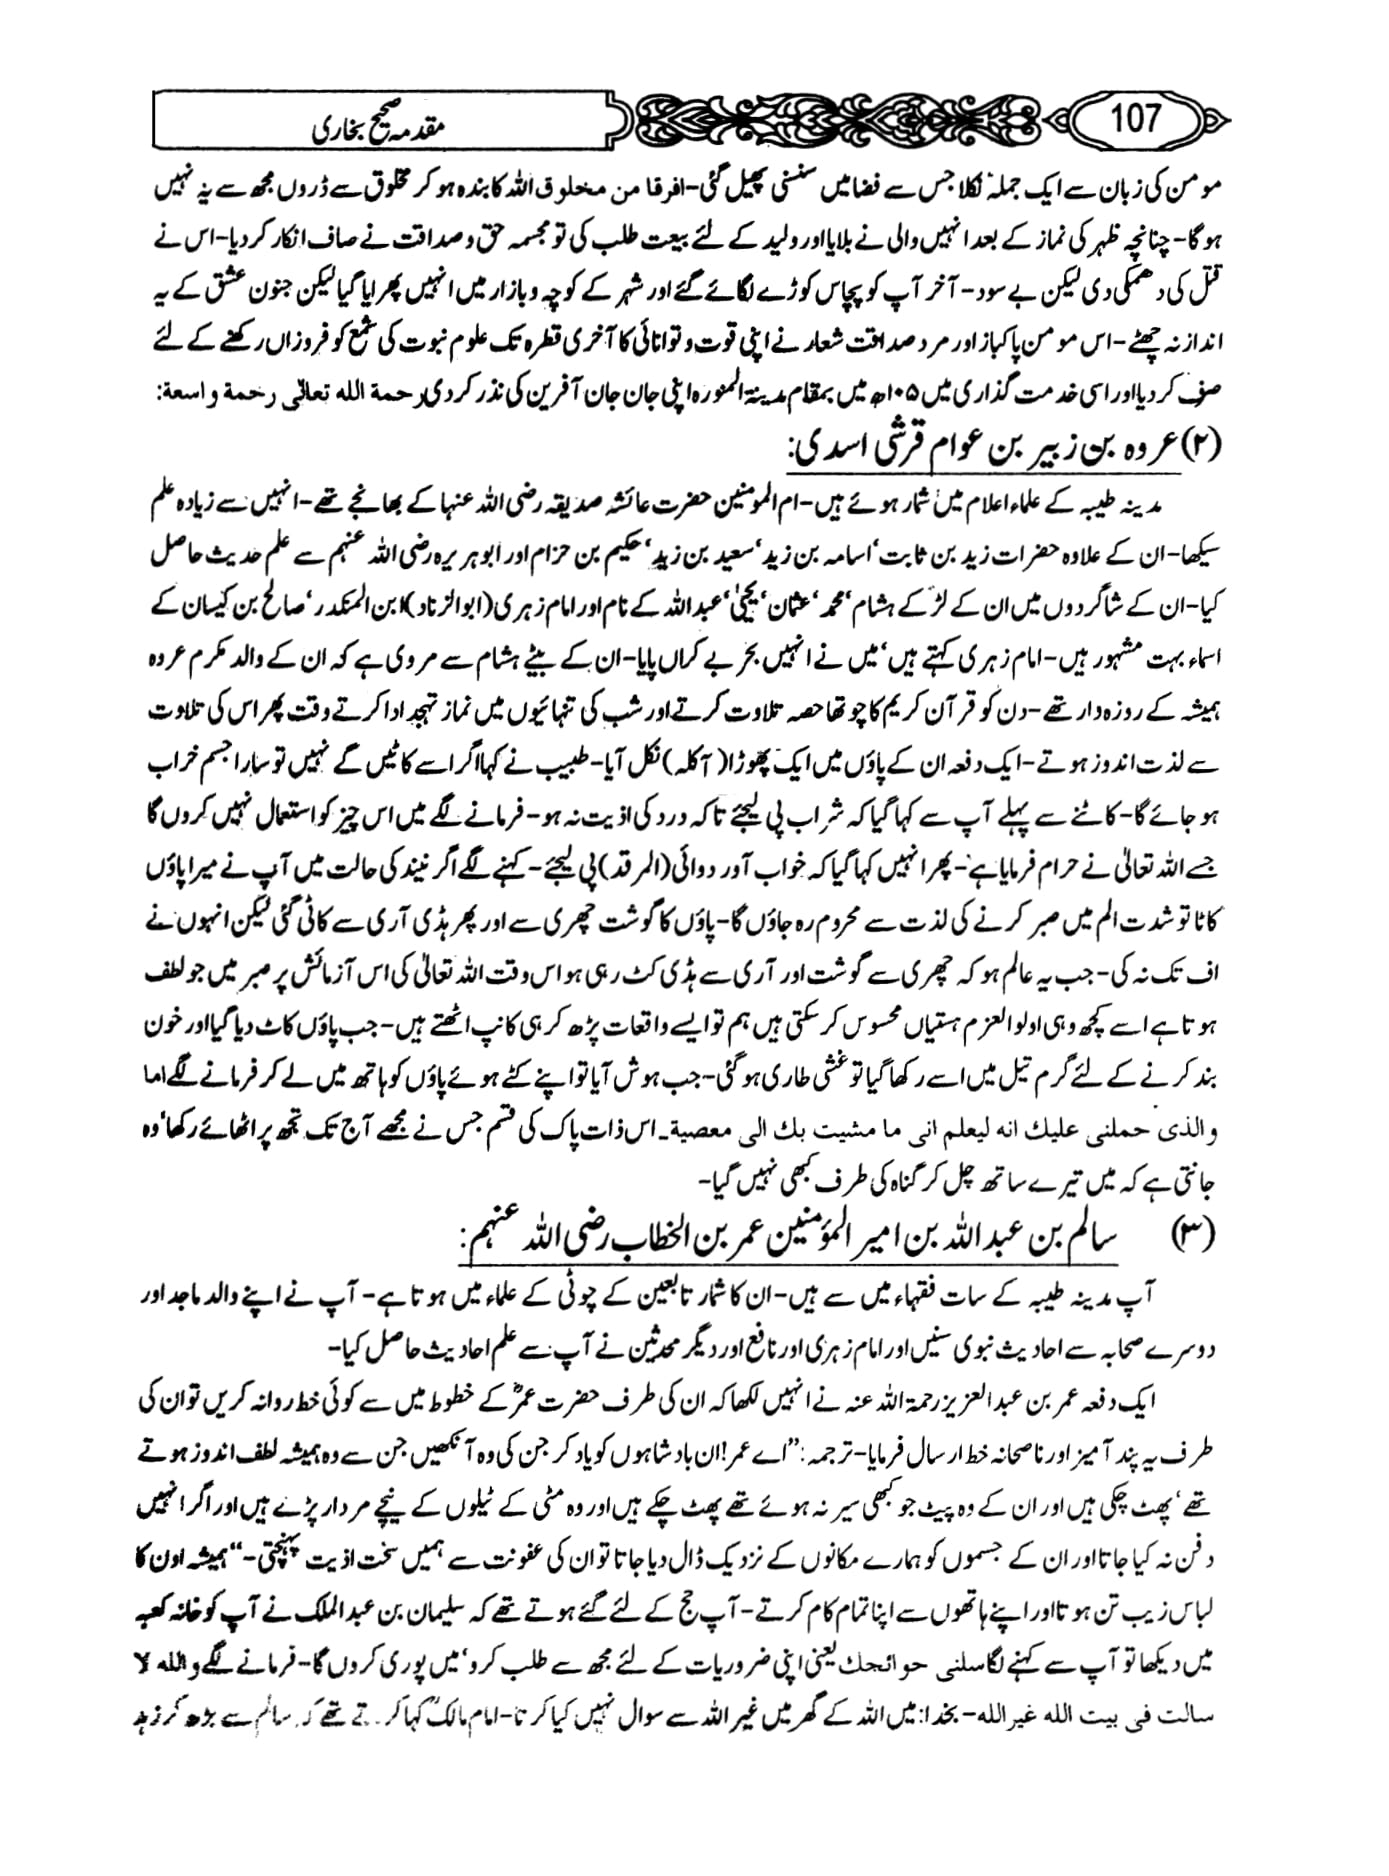 107
مقدمہ صحیح بخاری
مومن کی زبان سے ایک جملہ نکلا جس سے فضا میں سنسنی پھیل گئی- افرقا من مخلوق اللہ کا بندہ ہو کر مخلوق سے ڈروں مجھ سے یہ نہیں
ہو گا- چنانچہ ظہر کی نماز کے بعد انہیں والی نے بلایا اور ولید کے لئے بیعت طلب کی تو مجسمہ حق و صداقت نے صاف انکار کر دیا- اس نے
قتل کی دھمکی دی لیکن بے سود- آخر آپ کو پچاس کوڑے لگائے گئے اور شہر کے کوچہ و بازار میں انہیں پھرایا گیا لیکن جنون عشق کے یہ
انداز نہ چھٹے- اس مومن پاکباز اور مرد صداقت شعار نے اپنی قوت و توانائی کا آخری قطرہ تک علوم نبوت کی شمع کو فروزاں رکھنے کے لئے
صرف کر دیا اور اسی خدمت گذاری میں ۱۰۵ھ میں بمقام مدینۃ المنورہ اپنی جان جان آفرین کی نذر کر دی رحمة الله تعالى رحمة واسعة:
(۲) عروہ بن زبیر بن عوام قرشی اسدی:
مدینہ طیبہ کے علماء اعلام میں شمار ہوئے ہیں- ام المومنین حضرت عائشہ صدیقہ رضی اللہ عنہا کے بھانجے تھے- انہیں سے زیادہ علم
سیکھا- ان کے علاوہ حضرات زید بن ثابت‘ اسامہ بن زید‘ سعید بن زید‘ حکیم بن حزام اور ابو ہریرہ رضی اللہ عنہم سے علم حدیث حاصل
کیا- ان کے شاگردوں میں ان کے لڑکے ہشام‘ محمد‘ عثمان‘ یحییٰ‘ عبداللہ کے نام اور امام زہری (ابو الزناد) ابن المنکدر‘ صالح بن کیسان کے
اسماء بہت مشہور ہیں- امام زہری کہتے ہیں‘ میں نے انہیں بحر بے کراں پایا- ان کے بیٹے ہشام سے مروی ہے کہ ان کے والد مکرم عروہ
ہمیشہ کے روزہ دار تھے- دن کو قرآن کریم کا چوتھا حصہ تلاوت کرتے اور شب کی تنہائیوں میں نماز تہجد ادا کرتے وقت پھر اس کی تلاوت
سے لذت اندوز ہوتے- ایک دفعہ ان کے پاؤں میں ایک پھوڑا (آکلہ) نکل آیا- طبیب نے کہا اگر اسے کاٹیں گے نہیں تو سارا جسم خراب
ہو جائے گا- کاٹنے سے پہلے آپ سے کہا گیا کہ شراب پی لیجئے تاکہ درد کی اذیت نہ ہو- فرمانے لگے میں اس چیز کو استعمال نہیں کروں گا
جسے اللہ تعالیٰ نے حرام فرمایا ہے- پھر انہیں کہا گیا کہ خواب آور دوائی (المرقد) پی لیجئے- کہنے لگے اگر نیند کی حالت میں آپ نے میرا پاؤں
کاٹا تو شدت الم میں صبر کرنے کی لذت سے محروم رہ جاؤں گا- پاؤں کا گوشت چھری سے اور پھر ہڈی آری سے کاٹی گئی لیکن انہوں نے
اف تک نہ کی- جب یہ عالم ہو کہ چھری سے گوشت اور آری سے ہڈی کٹ رہی ہو اس وقت اللہ تعالیٰ کی اس آزمائش پر صبر میں جو لطف
ہوتا ہے اسے کچھ وہی اولوالعزم ہستیاں محسوس کر سکتی ہیں ہم تو ایسے واقعات پڑھ کر ہی کانپ اٹھتے ہیں- جب پاؤں کاٹ دیا گیا اور خون
بند کرنے کے لئے گرم تیل میں اسے رکھا گیا تو غشی طاری ہو گئی- جب ہوش آیا تو اپنے کٹے ہوئے پاؤں کو ہاتھ میں لے کر فرمانے لگے اما
والذی حملنی علیك انه لیعلم انی ما مشیت بك الی معصیة۔ اس ذات پاک کی قسم جس نے مجھے آج تک تجھ پر اٹھائے رکھا‘ وہ
جانتی ہے کہ میں تیرے ساتھ چل کر گناہ کی طرف کبھی نہیں گیا-
(۳) سالم بن عبداللہ بن امیر المؤمنین عمر بن الخطاب رضی اللہ عنہم:
آپ مدینہ طیبہ کے سات فقہاء میں سے ہیں- ان کا شمار تابعین کے چوٹی کے علماء میں ہوتا ہے- آپ نے اپنے والد ماجد اور
دوسرے صحابہ سے احادیث نبوی سنیں اور امام زہری اور نافع اور دیگر محدثین نے آپ سے علم احادیث حاصل کیا-
ایک دفعہ عمر بن عبدالعزیز رحمۃ اللہ عنہ نے انہیں لکھا کہ ان کی طرف حضرت عمرؓ کے خطوط میں سے کوئی خط روانہ کریں تو ان کی
طرف یہ پند آمیز اور ناصحانہ خط ارسال فرمایا- ترجمہ: ”اے عمر! ان بادشاہوں کو یاد کر جن کی وہ آنکھیں جن سے وہ ہمیشہ لطف اندوز ہوتے
تھے‘ پھٹ چکی ہیں اور ان کے وہ پیٹ جو کبھی سیر نہ ہوئے تھے پھٹ چکے ہیں اور وہ مٹی کے ٹیلوں کے نیچے مردار پڑے ہیں اور اگر انہیں
دفن نہ کیا جاتا اور ان کے جسموں کو ہمارے مکانوں کے نزدیک ڈال دیا جاتا تو ان کی عفونت سے ہمیں سخت اذیت پہنچتی-“ ہمیشہ اون کا
لباس زیب تن ہوتا اور اپنے ہاتھوں سے اپنا تمام کام کرتے- آپ حج کے لئے گئے ہوتے تھے کہ سلیمان بن عبدالملک نے آپ کو خانہ کعبہ
میں دیکھا تو آپ سے کہنے لگا سلنی حوائجك یعنی اپنی ضروریات کے لئے مجھ سے طلب کرو‘ میں پوری کروں گا- فرمانے لگے والله لا
سالت فی بیت الله غیرالله- بخدا: میں اللہ کے گھر میں غیر اللہ سے سوال نہیں کیا کرتا- امام مالکؒ کہا کرتے تھے کہ سالم سے بڑھ کر زہد